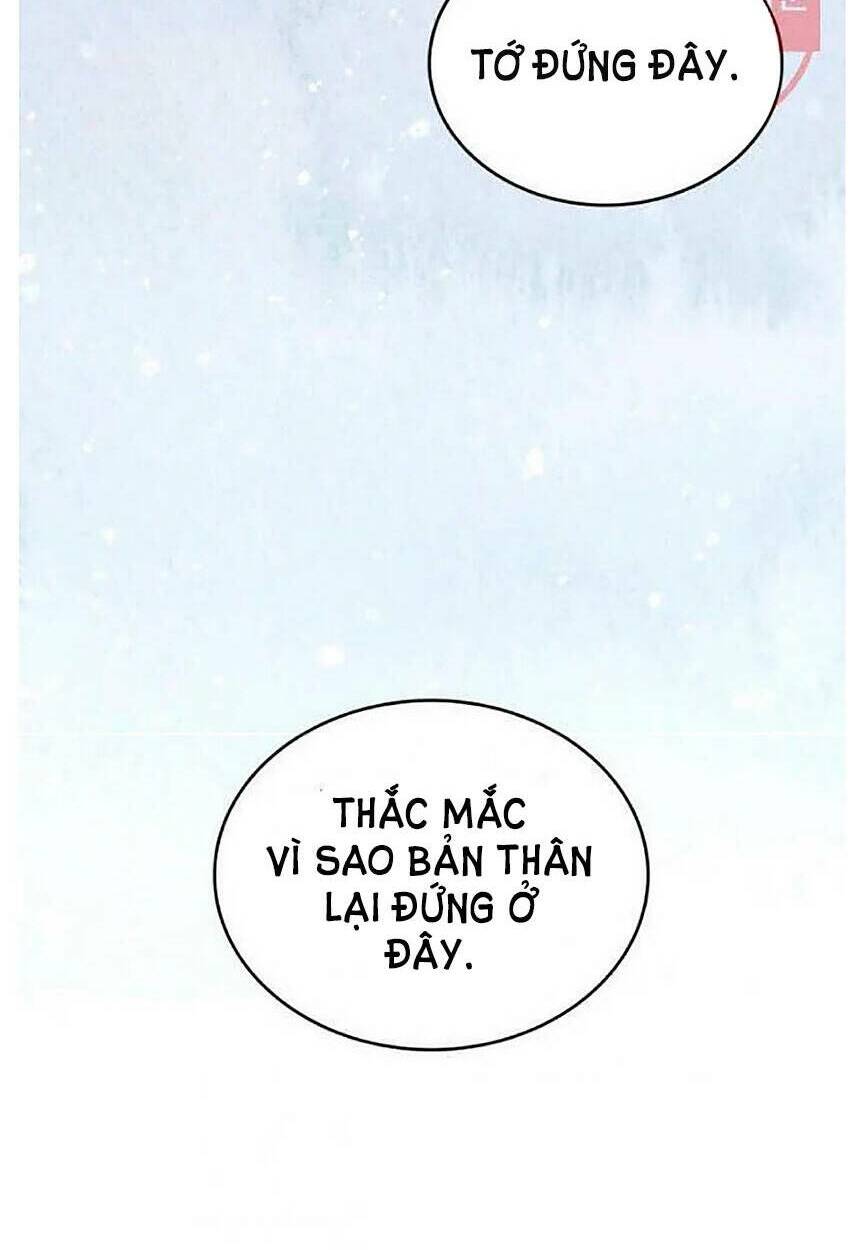 TỚ ĐỨNG ĐÂY.
THẮC MẮC
VÌ SAO BẢN THÂN
LẠI ĐỨNG Ở
ĐÂY.